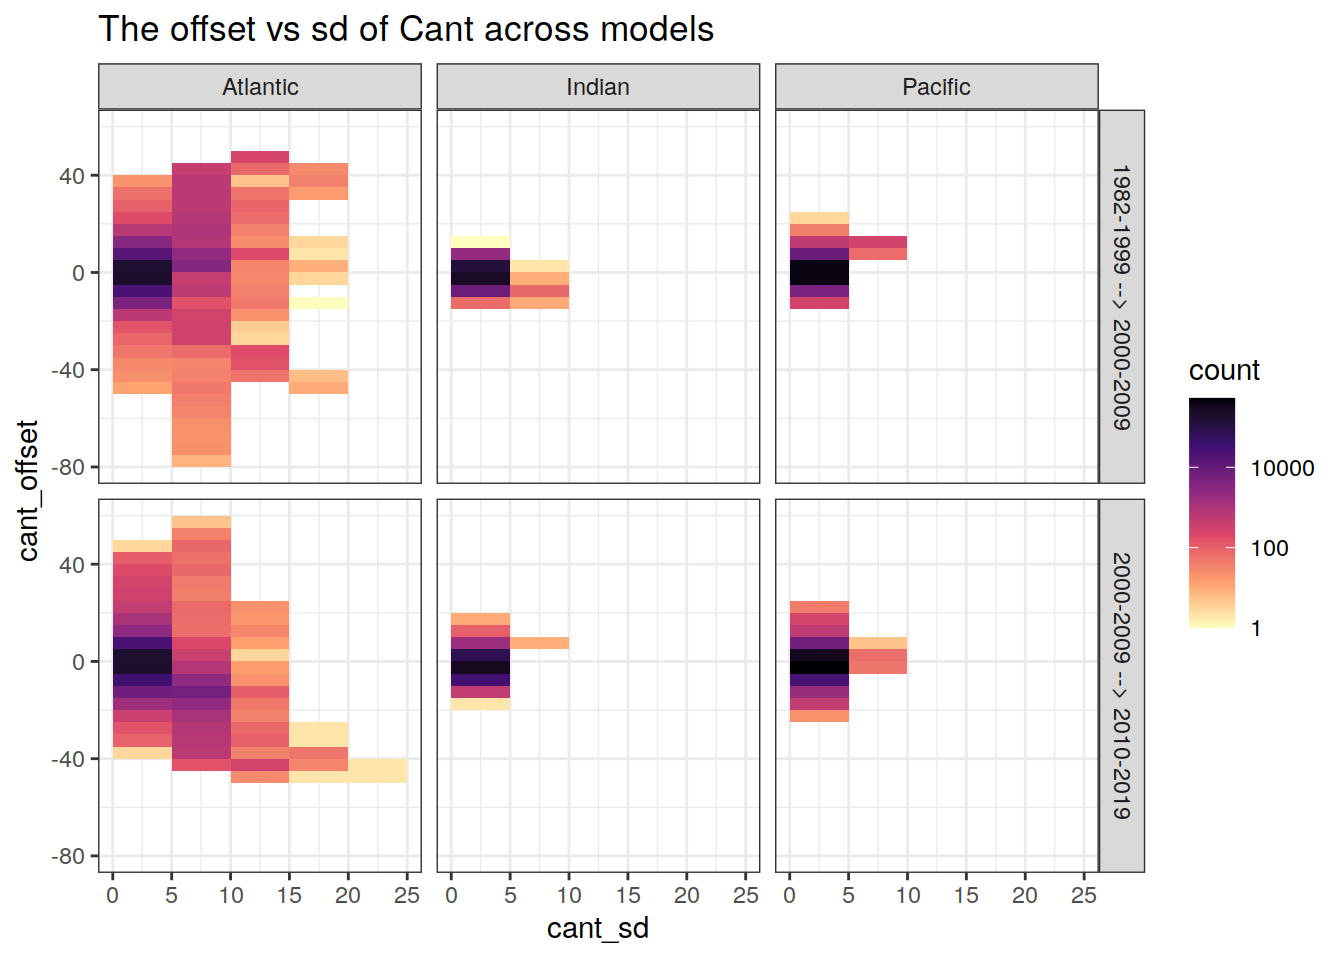 The offset vs sd of Cant across models
Atlantic
Indian
Pacific
40
0
-40
-80
1982-1999 --> 2000-2009
40
0
-40
-80
2000-2009 --> 2010-2019
cant_offset
0 5 10 15 20 25
0 5 10 15 20 25
0 5 10 15 20 25
cant_sd
count
10000
100
1